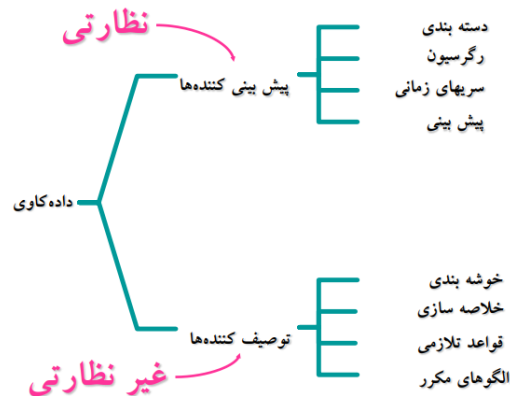 نظارتی
دسته بندی
رگرسیون
پیش بینی کننده‌ها
سریهای زمانی
پیش بینی
داده‌کاوی
خوشه بندی
خلاصه سازی
توصیف کننده‌ها
قواعد تلازمی
غیر نظارتی
الگوهای مکرر